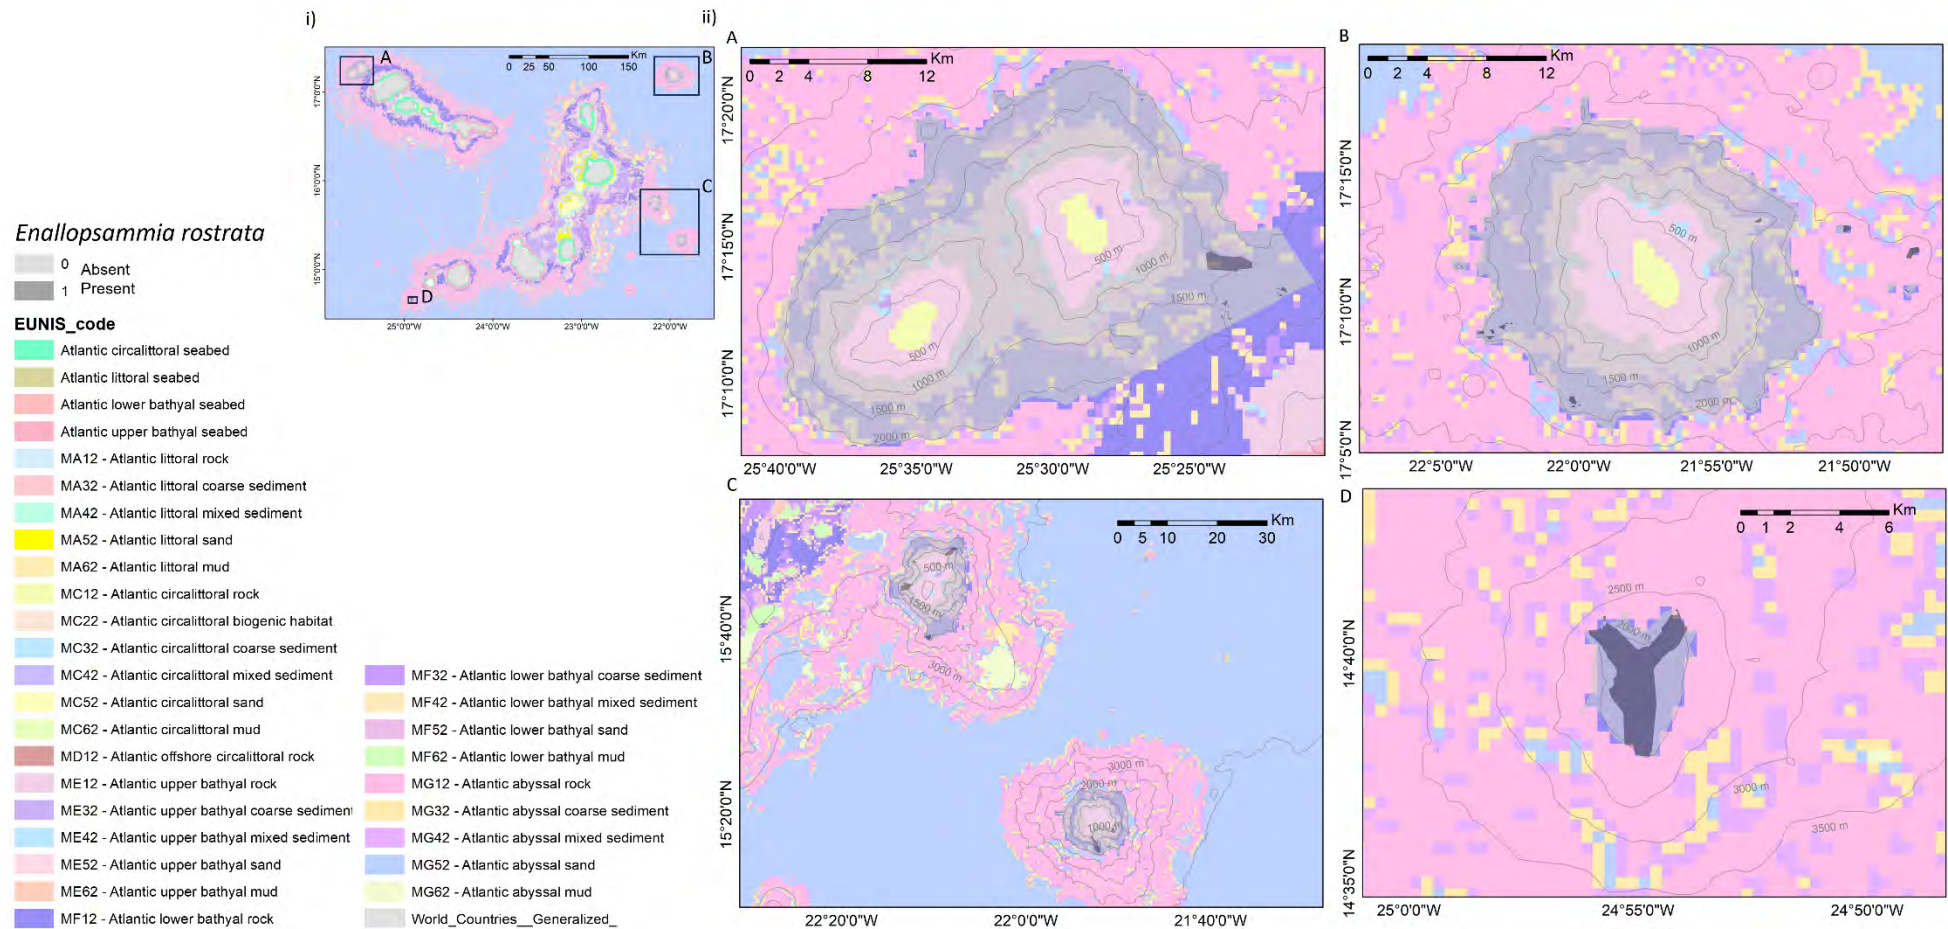 i)
ii)
Enallopsammia rostrata
0 Absent
1 Present
EUNIS_code
Atlantic circalittoral seabed
Atlantic littoral seabed
Atlantic lower bathyal seabed
Atlantic upper bathyal seabed
MA12 - Atlantic littoral rock
MA32 - Atlantic littoral coarse sediment
MA42 - Atlantic littoral mixed sediment
MA52 - Atlantic littoral sand
MA62 - Atlantic littoral mud
MC12 - Atlantic circalittoral rock
MC22 - Atlantic circalittoral biogenic habitat
MC32 - Atlantic circalittoral coarse sediment
MC42 - Atlantic circalittoral mixed sediment
MC52 - Atlantic circalittoral sand
MC62 - Atlantic circalittoral mud
MD12 - Atlantic offshore circalittoral rock
ME12 - Atlantic upper bathyal rock
ME32 - Atlantic upper bathyal coarse sediment
ME42 - Atlantic upper bathyal mixed sediment
ME52 - Atlantic upper bathyal sand
ME62 - Atlantic upper bathyal mud
MF12 - Atlantic lower bathyal rock
MF32 - Atlantic lower bathyal coarse sediment
MF42 - Atlantic lower bathyal mixed sediment
MF52 - Atlantic lower bathyal sand
MF62 - Atlantic lower bathyal mud
MG12 - Atlantic abyssal rock
MG32 - Atlantic abyssal coarse sediment
MG42 - Atlantic abyssal mixed sediment
MG52 - Atlantic abyssal sand
MG62 - Atlantic abyssal mud
World_Countries__Generalized_
A
B
C
D
Km
0 25 50 100 150
17°0'0"N
16°0'0"N
15°0'0"N
25°0'0"W 24°0'0"W 23°0'0"W 22°0'0"W
A
Km
0 2 4 8 12
17°20'0"N
17°15'0"N
17°10'0"N
500 m
1000 m
1500 m
500 m
1000 m
1500 m
2000 m
25°40'0"W 25°35'0"W 25°30'0"W 25°25'0"W
B
Km
0 2 4 8 12
17°15'0"N
17°10'0"N
17°5'0"N
500 m
1000 m
1500 m
2000 m
22°5'0"W 22°0'0"W 21°55'0"W 21°50'0"W
C
Km
0 5 10 20 30
15°40'0"N
15°20'0"N
500 m
1500 m
3000 m
3000 m
2000 m
1000 m
22°20'0"W 22°0'0"W 21°40'0"W
D
Km
0 1 2 4 6
14°40'0"N
14°35'0"N
2500 m
2000 m
3000 m
3500 m
25°0'0"W 24°55'0"W 24°50'0"W